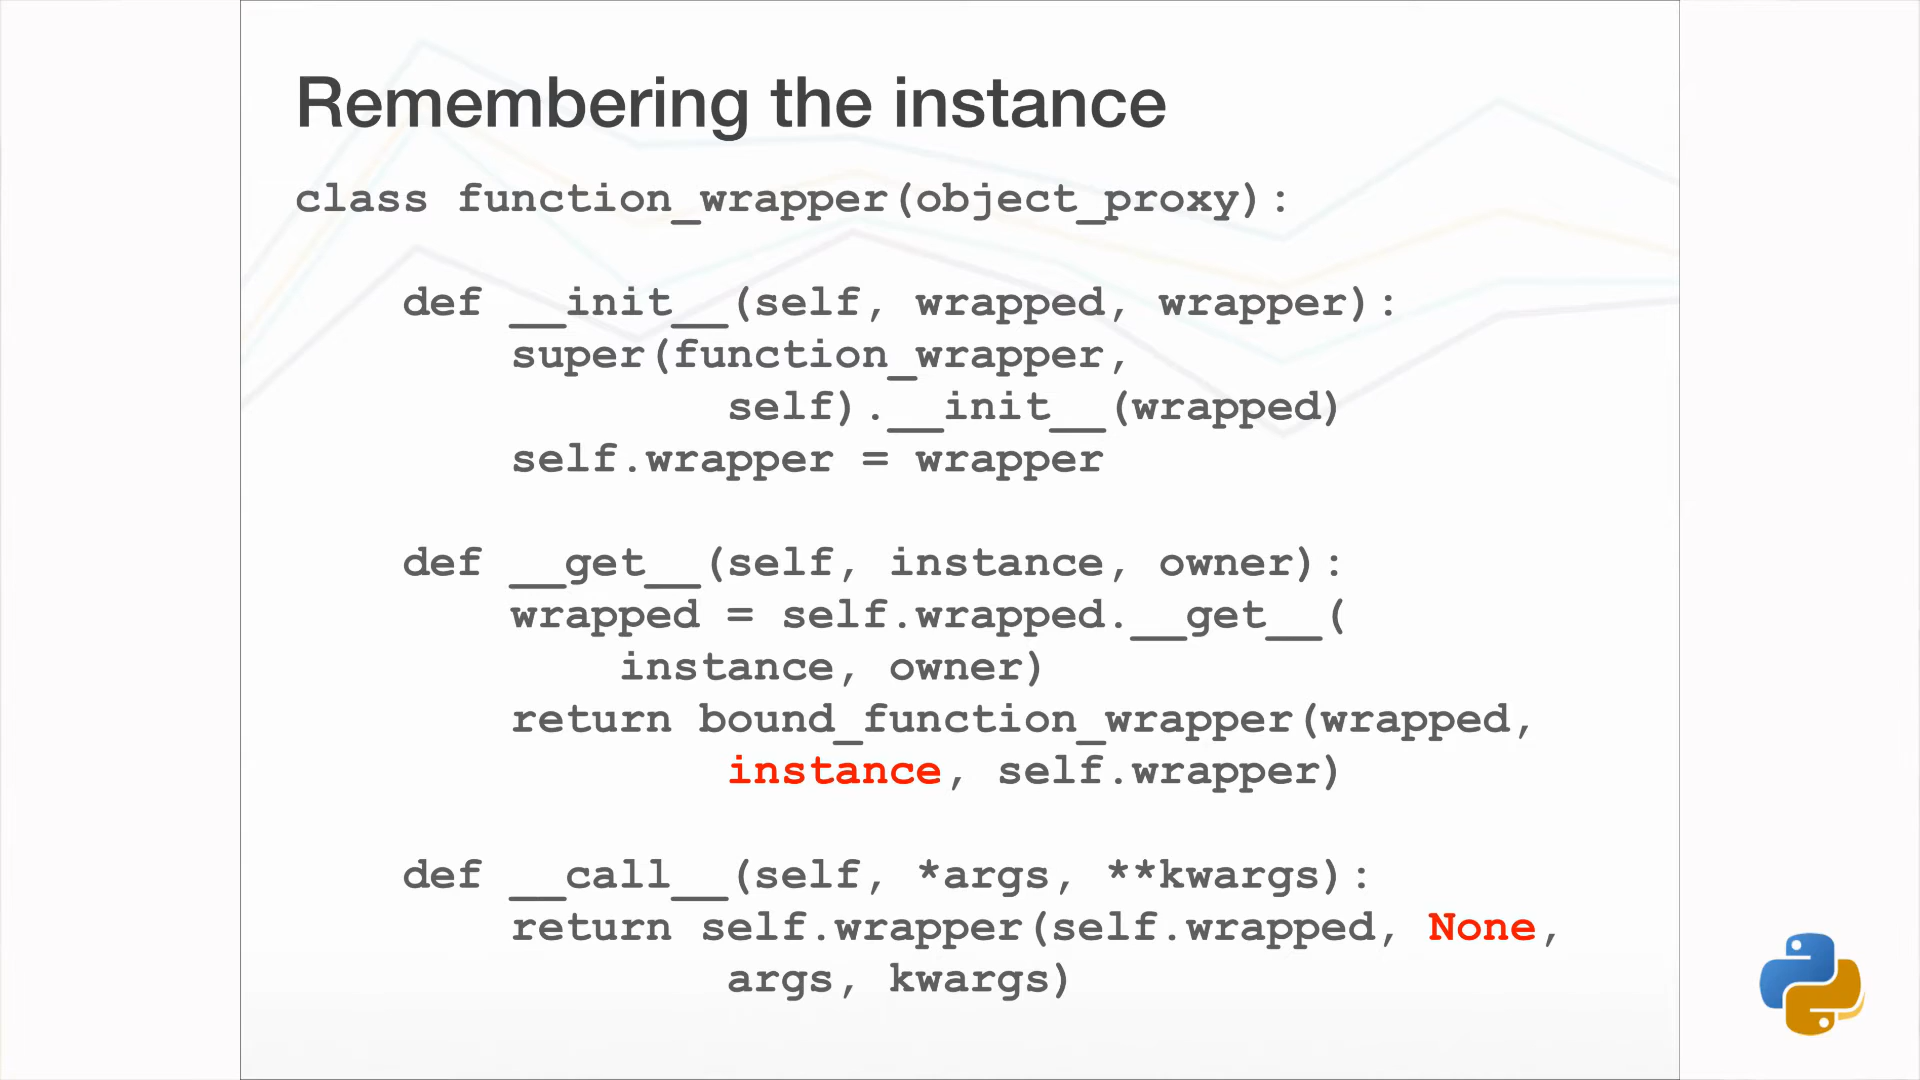 Remembering the instance
class function_wrapper(object_proxy):
def __init__(self, wrapped, wrapper):
super(function_wrapper,
self).__init__(wrapped)
self.wrapper = wrapper
def __get__(self, instance, owner):
wrapped = self.wrapped.__get__(
instance, owner)
return bound_function_wrapper(wrapped,
instance, self.wrapper)
def __call__(self, *args, **kwargs):
return self.wrapper(self.wrapped, None,
args, kwargs)